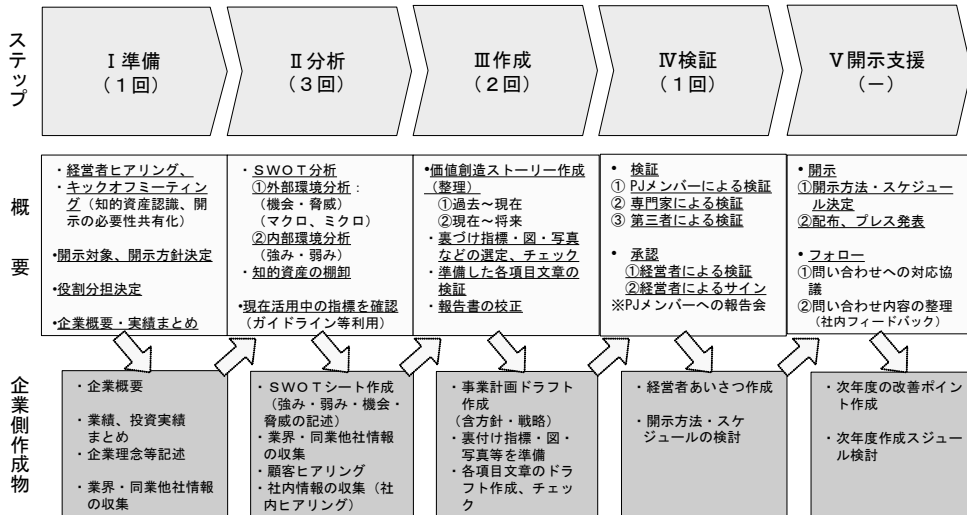 ステップ
Ⅰ準備
（１回）
Ⅱ分析
（３回）
Ⅲ作成
（２回）
Ⅳ検証
（１回）
Ⅴ開示支援
（－）
概要
・経営者ヒアリング、
・キックオフミーティン
グ（知的資産認識、開
示の必要性共有化）
•開示対象、開示方針決定
•役割分担決定
•企業概要・実績まとめ
・ＳＷＯＴ分析
①外部環境分析：
（機会・脅威）
（マクロ、ミクロ）
②内部環境分析
（強み・弱み）
・知的資産の棚卸
•現在活用中の指標を確認
（ガイドライン等利用）
•価値創造ストーリー作成
（整理）
①過去～現在
②現在～将来
・裏づけ指標・図・写真
などの選定、チェック
・準備した各項目文章の
検証
・報告書の校正
• 検証
① PJメンバーによる検証
② 専門家による検証
③ 第三者による検証
• 承認
①経営者による検証
②経営者によるサイン
※PJメンバーへの報告会
• 開示
①開示方法・スケジュー
ル決定
②配布、プレス発表
• フォロー
①問い合わせへの対応協
議
②問い合わせ内容の整理
（社内フィードバック）
企業側作成物
・企業概要
・業績、投資実績
まとめ
・企業理念等記述
・業界・同業他社情報
の収集
・ＳＷＯＴシート作成
（強み・弱み・機会・
脅威の記述）
・業界・同業他社情報
の収集
・顧客ヒアリング
・社内情報の収集（社
内ヒアリング）
・事業計画ドラフト
作成
（含方針・戦略）
・裏付け指標・図・
写真等を準備
・各項目文章のドラ
フト作成、チェッ
ク
・経営者あいさつ作成
・開示方法・スケ
ジュールの検討
・次年度の改善ポイン
ト作成
・次年度作成スジュー
ル検討